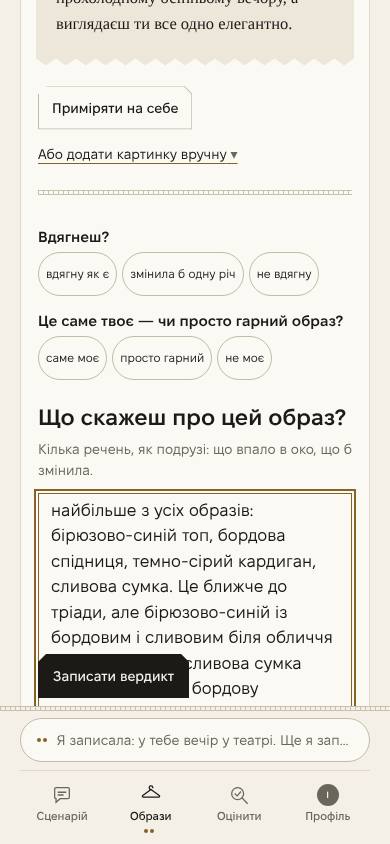 прохолодному осінньому вечору, а
виглядаєш ти все одно елегантно.
Приміряти на себе
Або додати картинку вручну ▾
Вдягнеш?
вдягну як є
змінила б одну річ
не вдягну
Це саме твоє — чи просто гарний образ?
саме моє
просто гарний
не моє
Що скажеш про цей образ?
Кілька речень, як подрузі: що впало в око, що б
змінила.
найбільше з усіх образів:
бірюзово-синій топ, бордова
спідниця, темно-сірий кардиган,
сливова сумка. Це ближче до
тріади, але бірюзово-синій із
бордовим і сливовим біля обличчя
сливова сумка
Записати вердикт
бордову
Я записала: у тебе вечір у театрі. Ще я зап...
Сценарій
Образи
Оцінити
І
Профіль